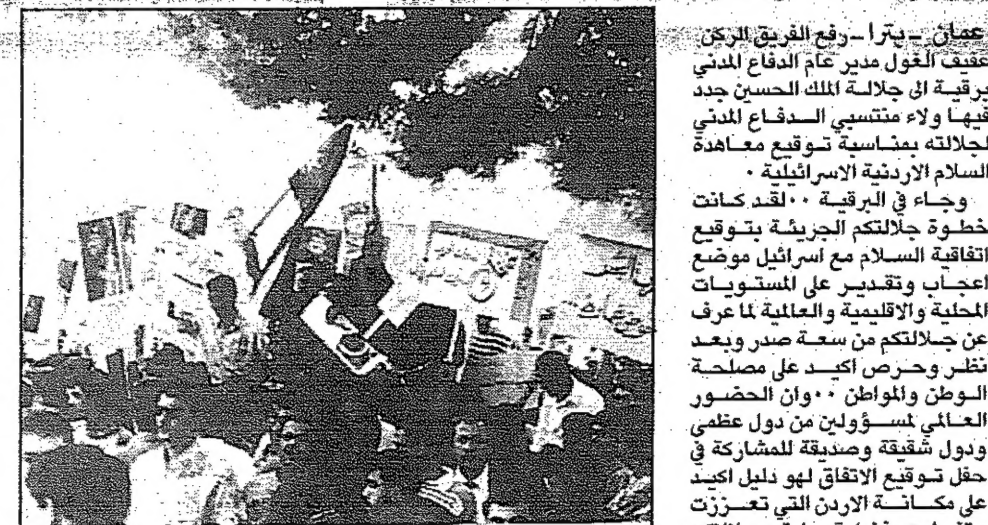 عمان ـ بترا ـ رفع الفريق الركن
عفيف الغول مدير عام الدفاع المدني
برقية الى جلالة الملك الحسين جدد
فيها ولاء منتسبي الدفاع المدني
لجلالته بمناسبة توقيع معاهدة
السلام الاردنية الاسرائيلية ٠
وجاء في البرقية ٠٠ لقد كانت
خطوة جلالتكم الجريئة بتوقيع
اتفاقية السلام مع اسرائيل موضع
اعجاب وتقدير على المستويات
المحلية والاقليمية والعالمية لما عرف
عن جلالتكم من سعة صدر وبعد
نظر وحرص اكيد على مصلحة
الوطن والمواطن ٠٠ وان الحضور
العالمي لمسؤولين من دول عظمى
ودول شقيقة وصديقة للمشاركة في
حفل توقيع الاتفاق لهو دليل اكيد
على مكانة الاردن التي تعززت